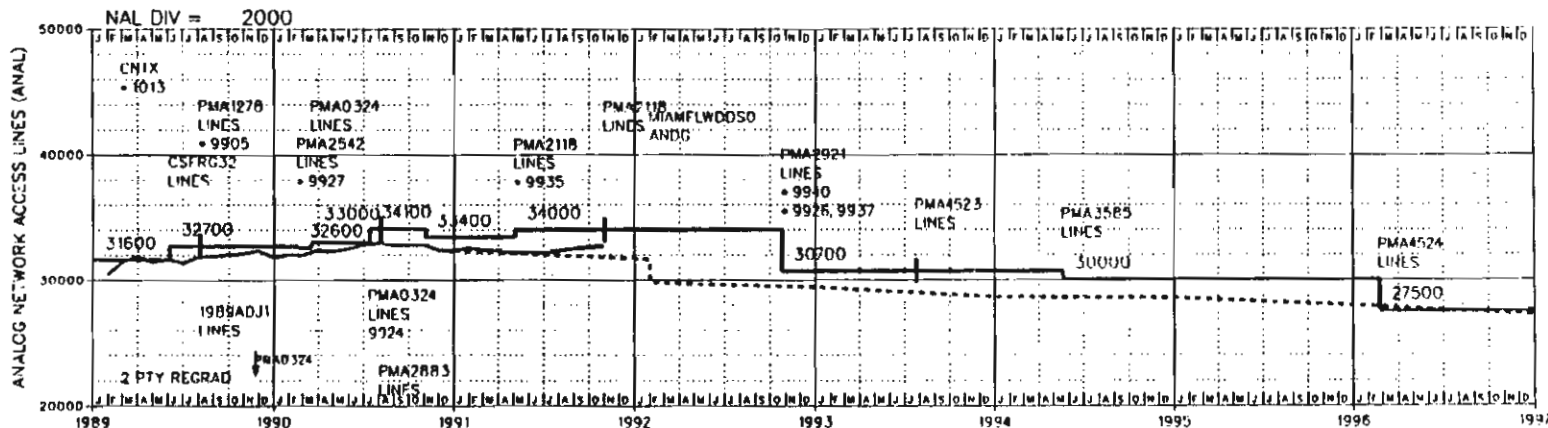 NAL DIV = 2000
J F M A M J J A S O N D J F M A M J J A S O N D J F M A M J J A S O N D J F M A M J J A S O N D J F M A M J J A S O N D J F M A M J J A S O N D J F M A M J J A S O N D J F M A M J J A S O N D
ANALOG NETWORK ACCESS LINES (ANAL)
50000
40000
30000
20000
• 1013
PMA1278
LINES
• 9905
CSFRG32
LINES
PMA0324
LINES
PMA2542
LINES
• 9927
PMA2118
LINES
• 9935
PMA2118
LINES
MIAMFLWDDS0
ANDG
PMA2921
LINES
• 9940
• 9926, 9937
PMA4523
LINES
PMA3585
LINES
PMA4524
LINES
31600
32700
32600
33000
34100
33400
34000
30700
30000
27500
1989ADJ1
LINES
PMA0324
2 PTY REGRAD
PMA0324
LINES
9924
PMA2883
LINES
J F M A M J J A S O N D J F M A M J J A S O N D J F M A M J J A S O N D J F M A M J J A S O N D J F M A M J J A S O N D J F M A M J J A S O N D J F M A M J J A S O N D J F M A M J J A S O N D
1989 1990 1991 1992 1993 1994 1995 1996 1997